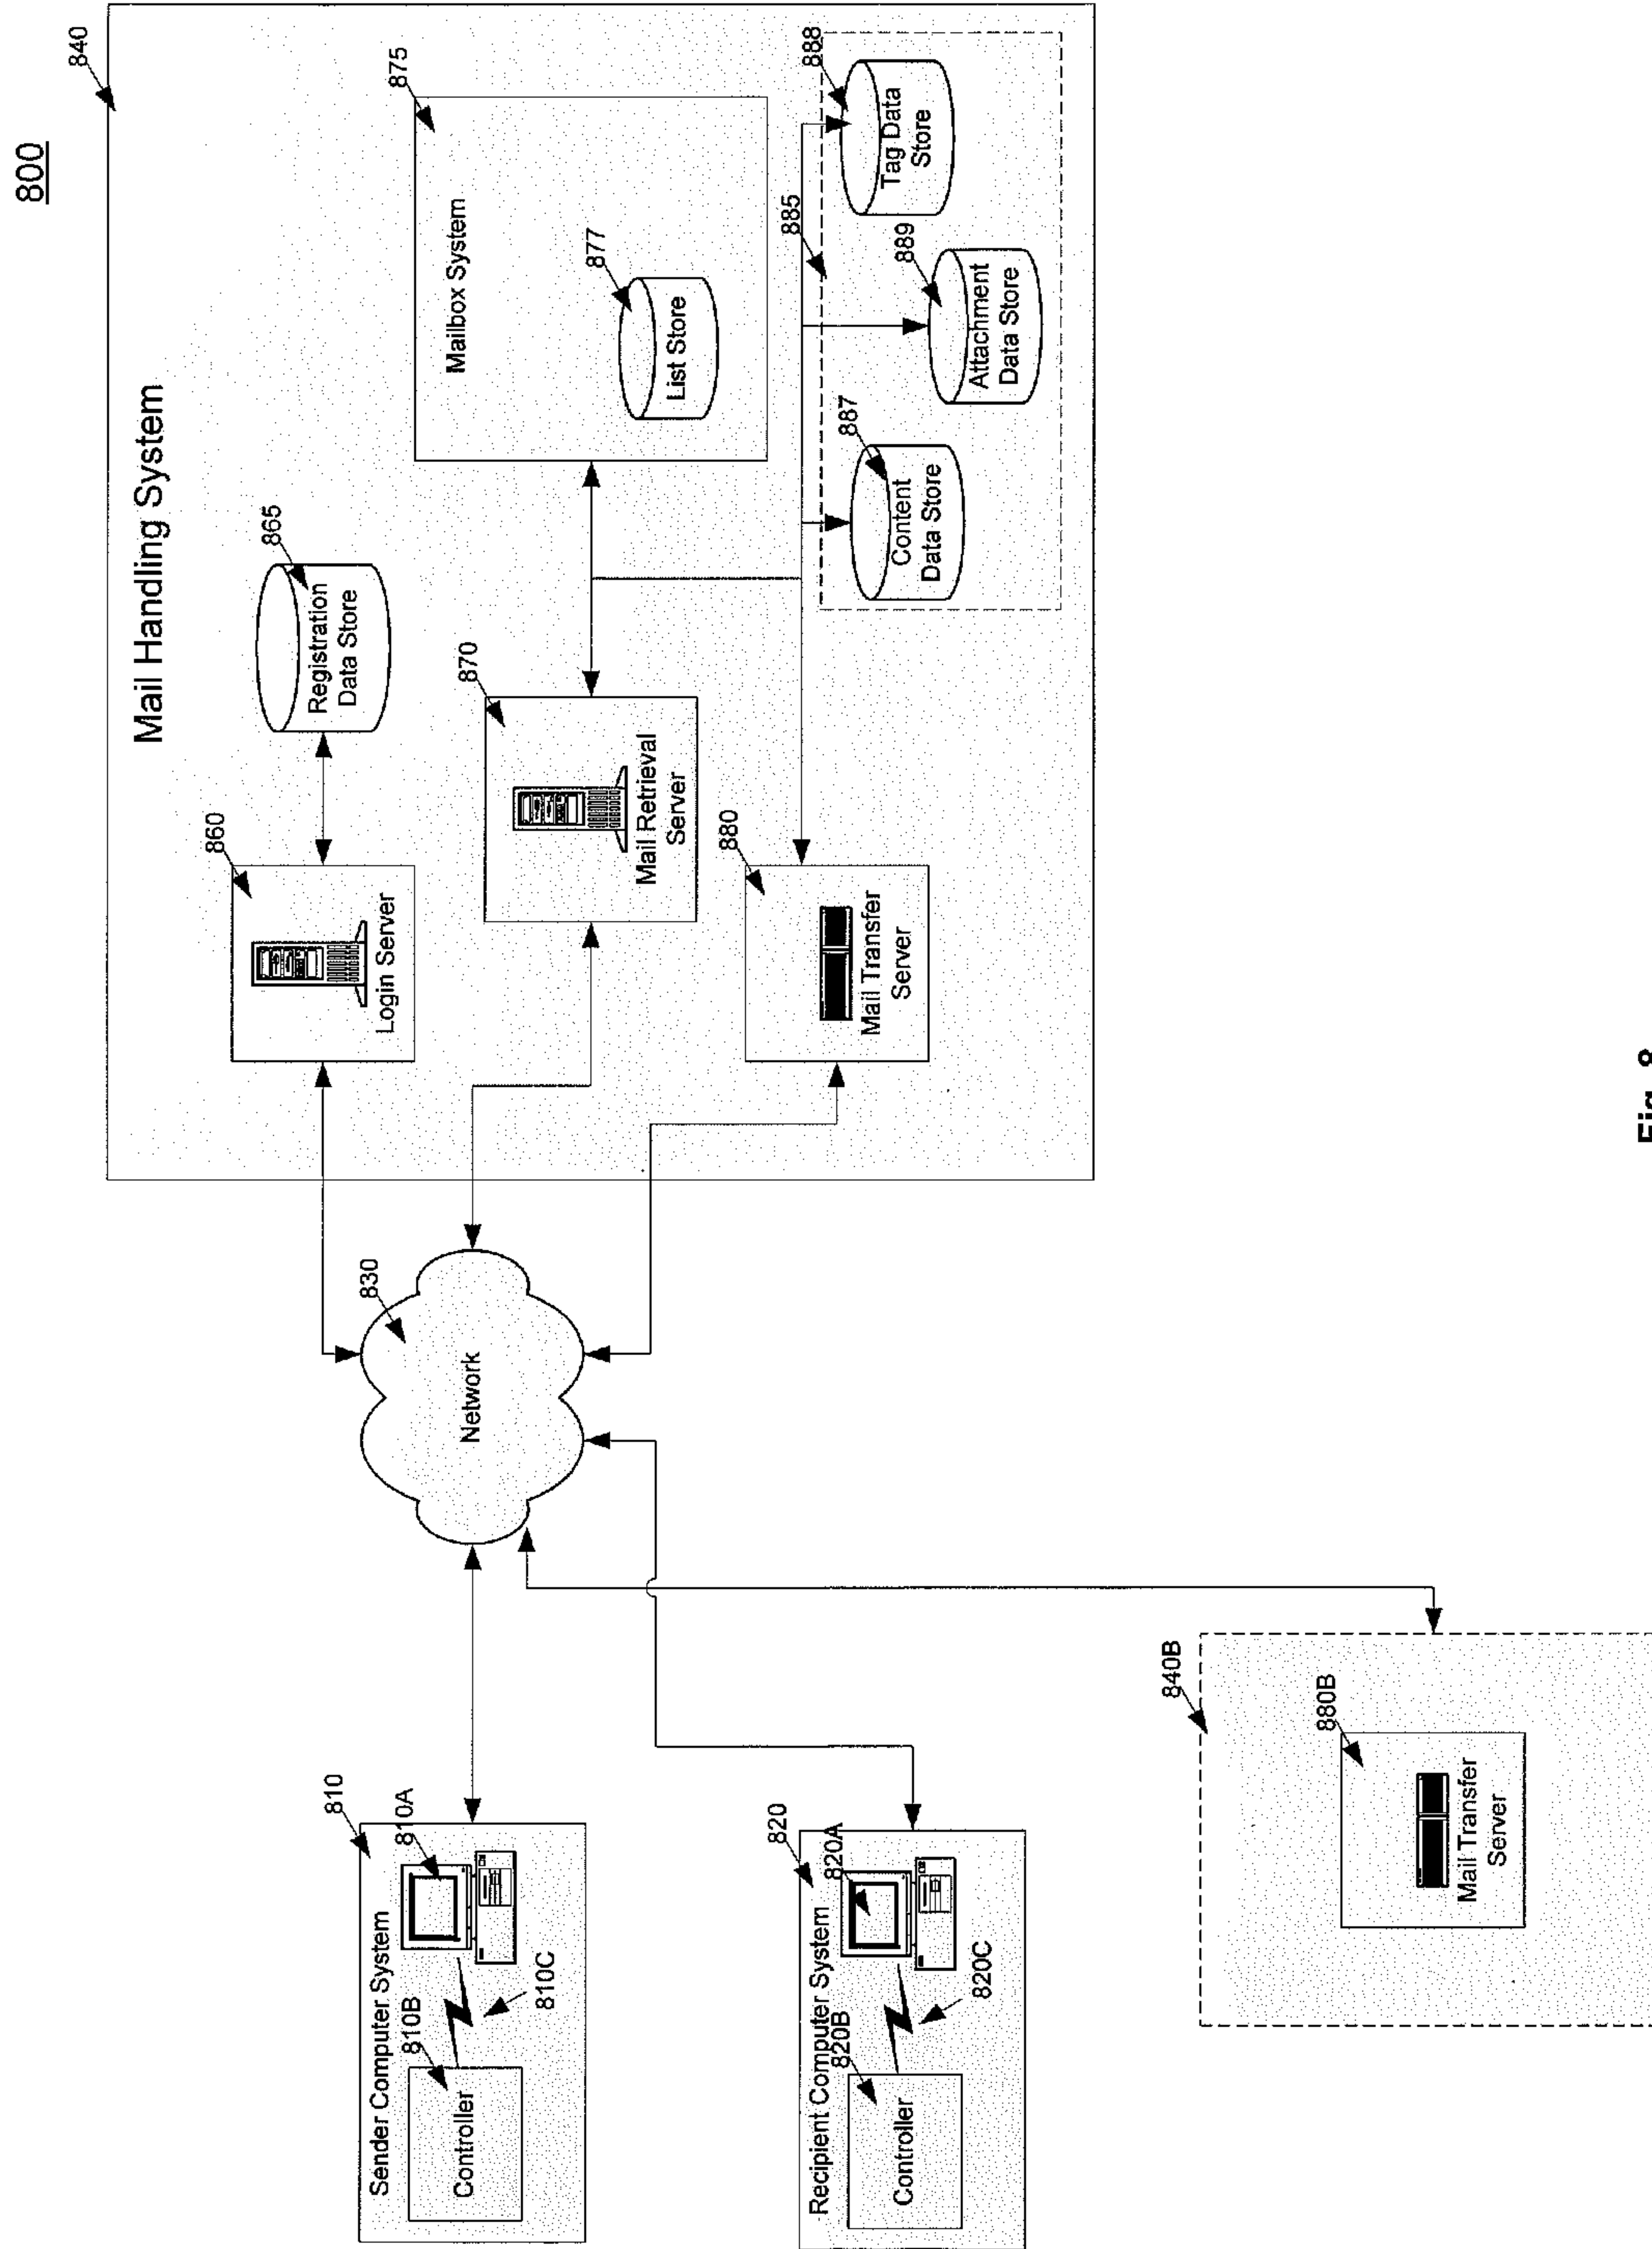 800
840
Mail Handling System
860
Login Server
865
Registration
Data Store
870
Mail Retrieval
Server
875
Mailbox System
877
List Store
880
Mail Transfer
Server
885
887
Content
Data Store
889
Attachment
Data Store
888
Tag Data
Store
830
Network
810
Sender Computer System
810A
810B
810C
Controller
820
Recipient Computer System
820A
820B
820C
Controller
840B
880B
Mail Transfer
Server
Fig. 8